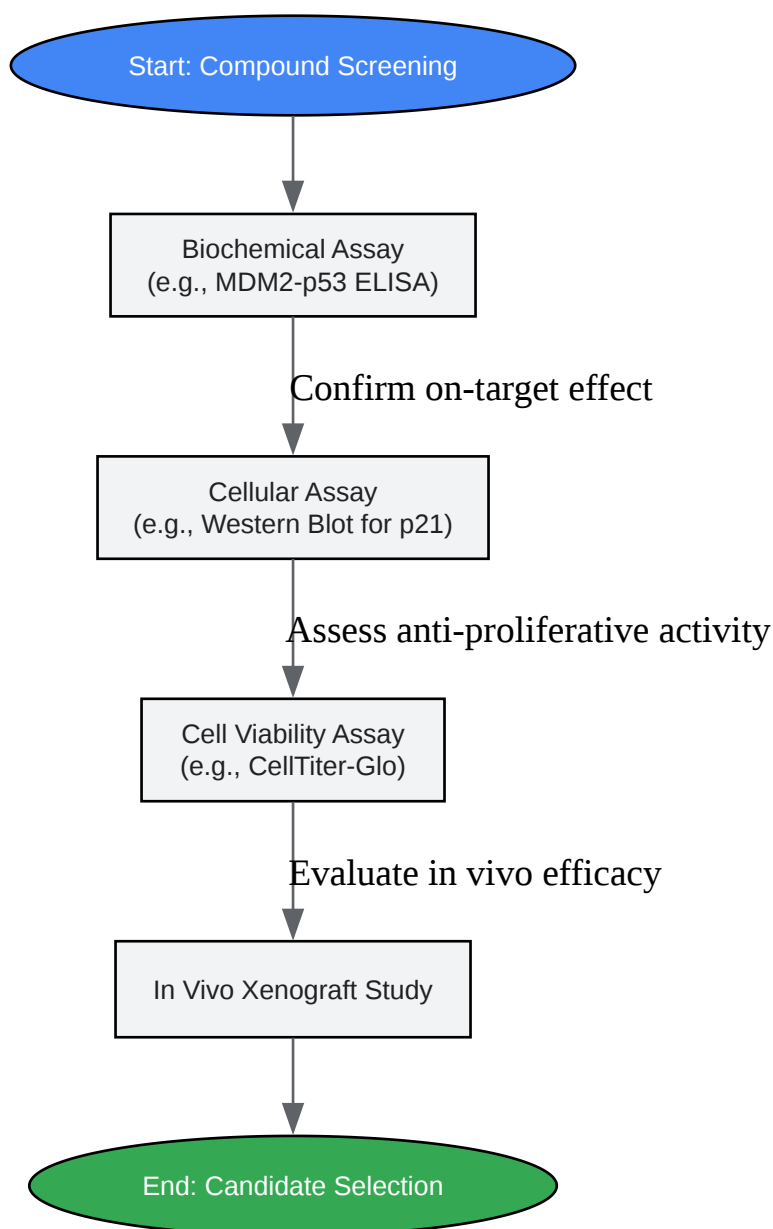 Start: Compound Screening
Biochemical Assay
(e.g., MDM2-p53 ELISA)
Confirm on-target effect
Cellular Assay
(e.g., Western Blot for p21)
Assess anti-proliferative activity
Cell Viability Assay
(e.g., CellTiter-Glo)
Evaluate in vivo efficacy
In Vivo Xenograft Study
End: Candidate Selection